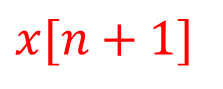 x[n + 1]